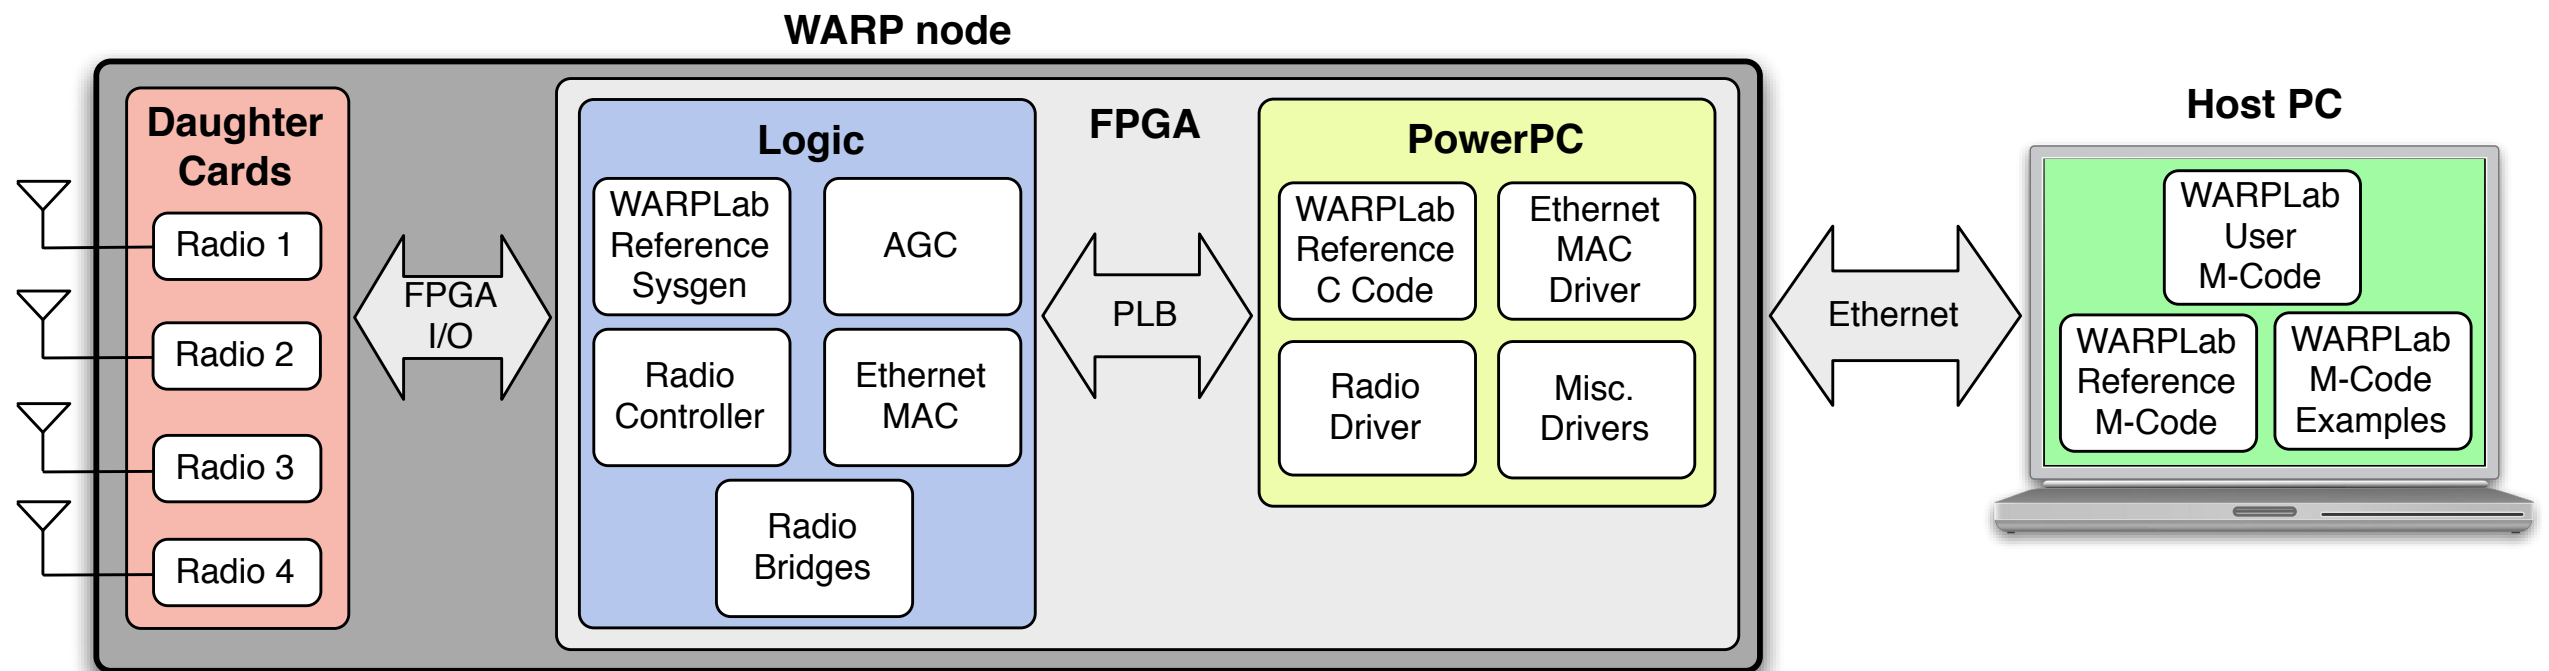 WARP node
Daughter
Cards
Radio 1
Radio 2
Radio 3
Radio 4
FPGA
I/O
FPGA
Logic
WARPLab
Reference
Sysgen
AGC
Radio
Controller
Ethernet
MAC
Radio
Bridges
PLB
PowerPC
WARPLab
Reference
C Code
Ethernet
MAC
Driver
Radio
Driver
Misc.
Drivers
Ethernet
Host PC
WARPLab
User
M-Code
WARPLab
Reference
M-Code
WARPLab
M-Code
Examples